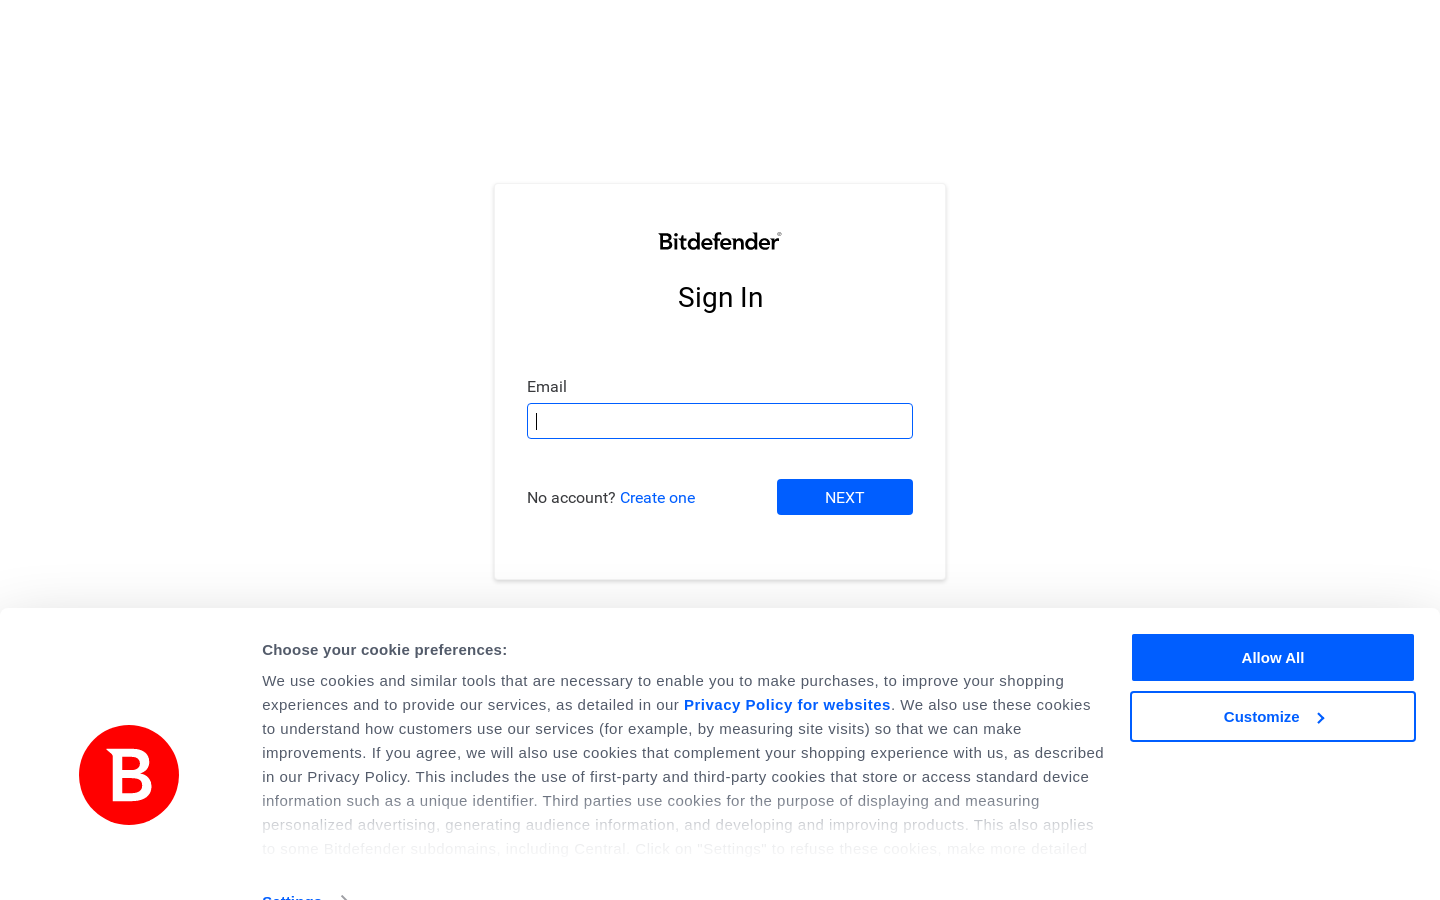 Bitdefender®
Sign In
Email
No account? Create one
NEXT
Choose your cookie preferences:
We use cookies and similar tools that are necessary to enable you to make purchases, to improve your shopping
experiences and to provide our services, as detailed in our Privacy Policy for websites. We also use these cookies
to understand how customers use our services (for example, by measuring site visits) so that we can make
improvements. If you agree, we will also use cookies that complement your shopping experience with us, as described
in our Privacy Policy. This includes the use of first-party and third-party cookies that store or access standard device
information such as a unique identifier. Third parties use cookies for the purpose of displaying and measuring
personalized advertising, generating audience information, and developing and improving products. This also applies
to some Bitdefender subdomains, including Central. Click on "Settings" to refuse these cookies, make more detailed
Settings
Allow All
Customize
B